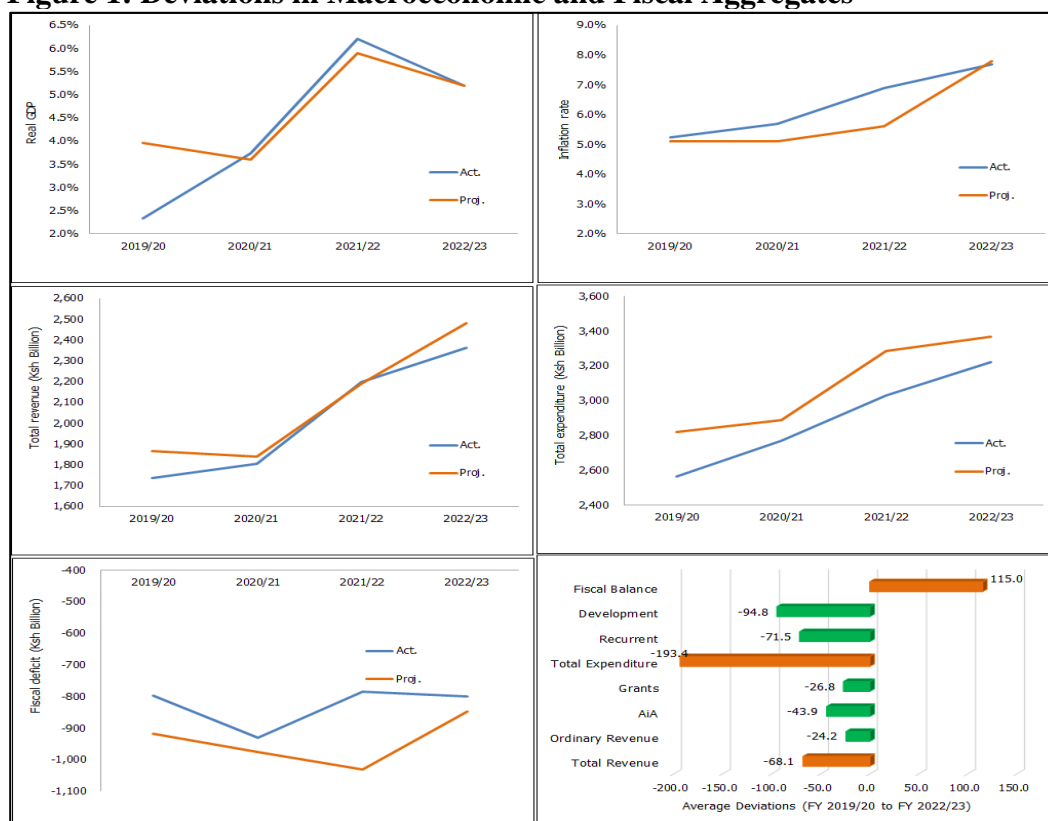 Figure 1: Deviations in Macroeconomic and Fiscal Aggregates
6.5%
6.0%
5.5%
5.0%
4.5%
4.0%
3.5%
3.0%
2.5%
2.0%
Real GDP
Act.
Proj.
2019/20 2020/21 2021/22 2022/23
9.0%
8.0%
7.0%
6.0%
5.0%
4.0%
3.0%
2.0%
Inflation rate
Act.
Proj.
2019/20 2020/21 2021/22 2022/23
2,600
2,500
2,400
2,300
2,200
2,100
2,000
1,900
1,800
1,700
1,600
Total revenue (Ksh Billion)
Act.
Proj.
2019/20 2020/21 2021/22 2022/23
3,600
3,400
3,200
3,000
2,800
2,600
2,400
Total expenditure (Ksh Billion)
Act.
Proj.
2019/20 2020/21 2021/22 2022/23
-400
-500
-600
-700
-800
-900
-1,000
-1,100
Fiscal deficit (Ksh Billion)
2019/20 2020/21 2021/22 2022/23
Act.
Proj.
Fiscal Balance 115.0
Development -94.8
Recurrent -71.5
Total Expenditure -193.4
Grants -26.8
AiA -43.9
Ordinary Revenue -24.2
Total Revenue -68.1
-200.0 -150.0 -100.0 -50.0 0.0 50.0 100.0 150.0
Average Deviations (FY 2019/20 to FY 2022/23)